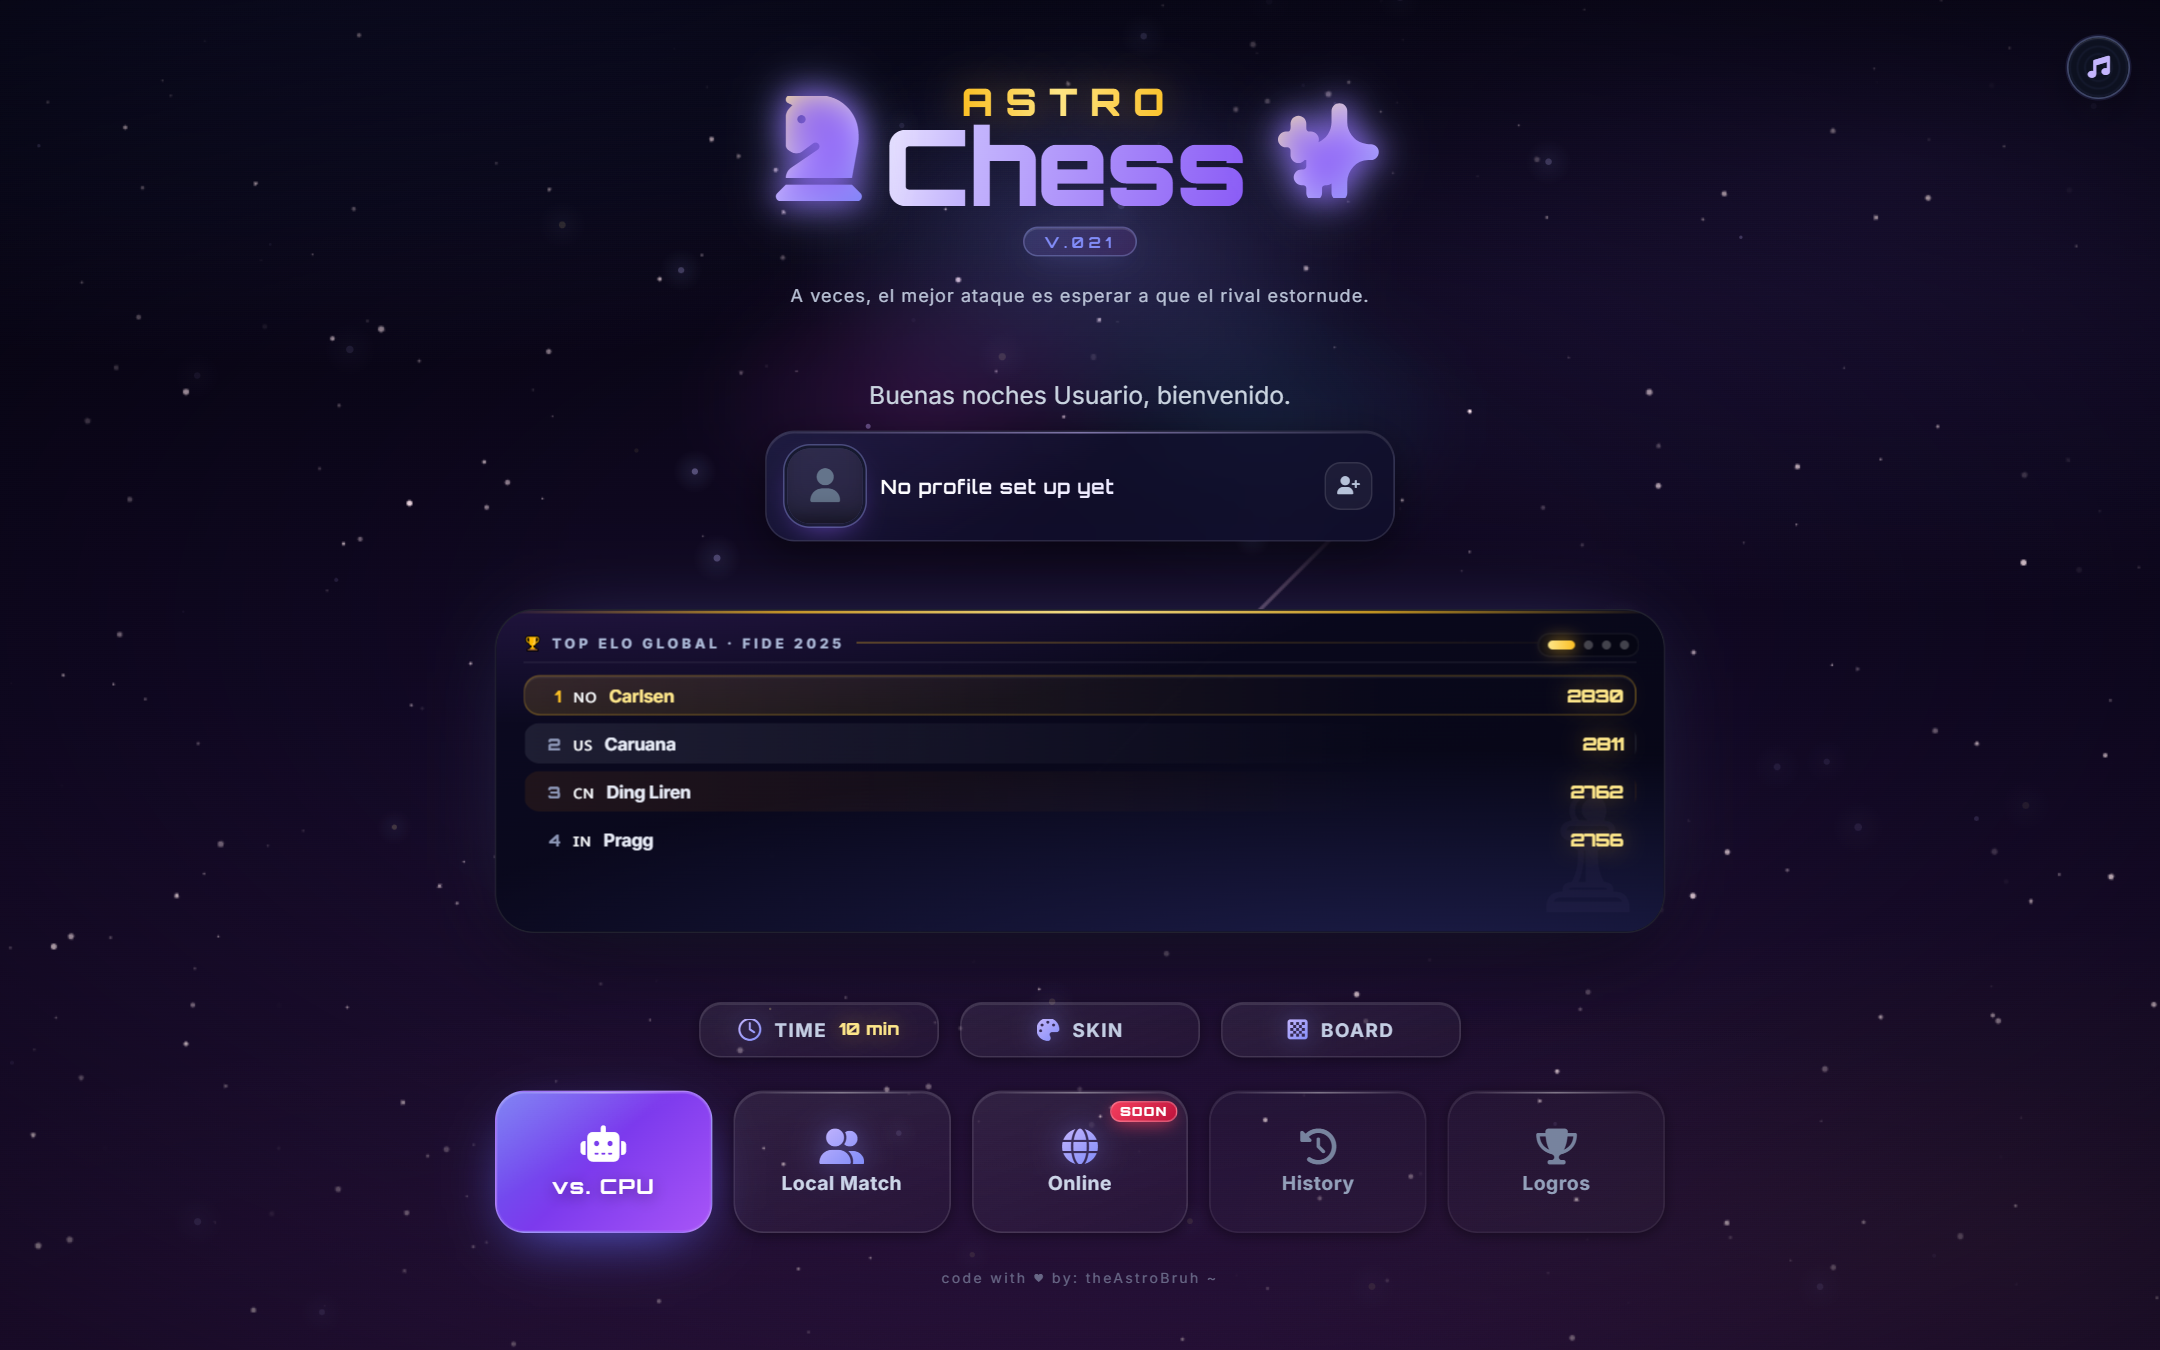 ASTRO
Chess
V.021
A veces, el mejor ataque es esperar a que el rival estornude.
Buenas noches Usuario, bienvenido.
No profile set up yet
TOP ELO GLOBAL · FIDE 2025
1 NO Carlsen 2830
2 US Caruana 2811
3 CN Ding Liren 2762
4 IN Pragg 2756
TIME 10 min SKIN BOARD
SOON
vs. CPU Local Match Online History Logros
code with ♥ by: theAstroBruh ~